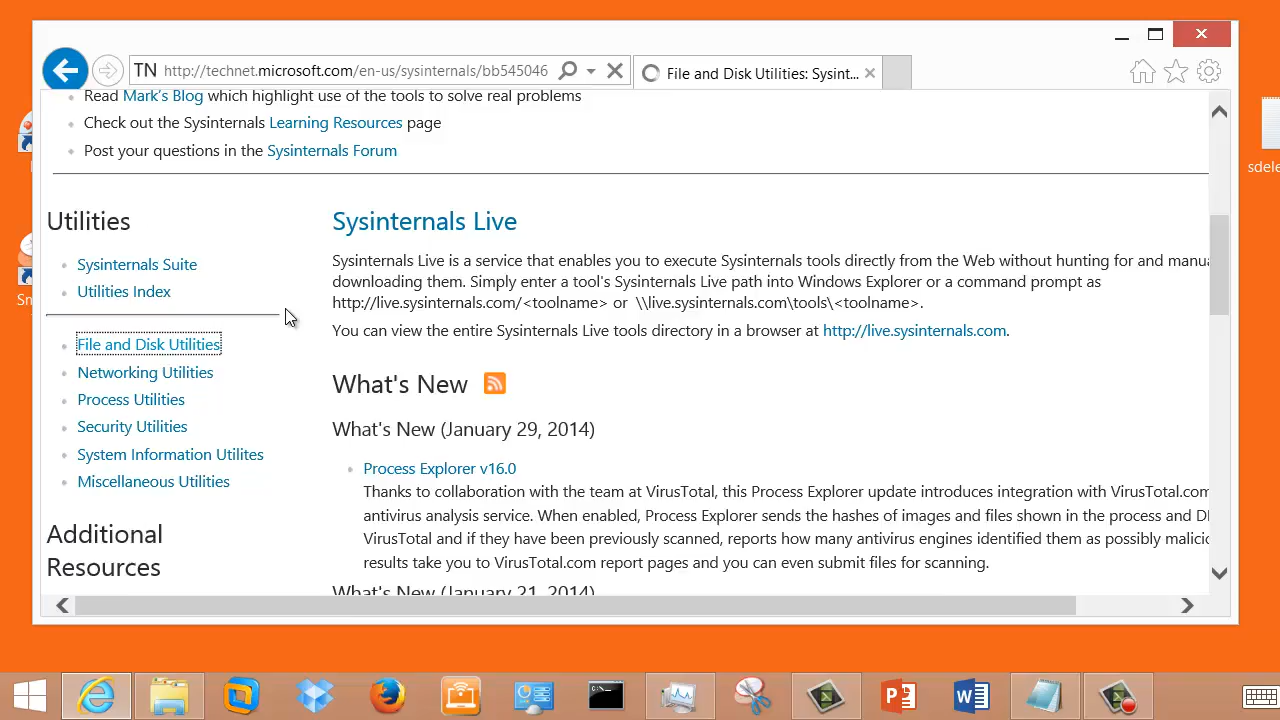 TN http://technet.microsoft.com/en-us/sysinternals/bb545046
File and Disk Utilities: Sysint...
Read Mark's Blog which highlight use of the tools to solve real problems
Check out the Sysinternals Learning Resources page
Post your questions in the Sysinternals Forum
Utilities
Sysinternals Suite
Utilities Index
File and Disk Utilities
Networking Utilities
Process Utilities
Security Utilities
System Information Utilites
Miscellaneous Utilities
Additional
Resources
Sysinternals Live
Sysinternals Live is a service that enables you to execute Sysinternals tools directly from the Web without hunting for and manua
downloading them. Simply enter a tool's Sysinternals Live path into Windows Explorer or a command prompt as
http://live.sysinternals.com/<toolname> or \\live.sysinternals.com\tools\<toolname>.
You can view the entire Sysinternals Live tools directory in a browser at http://live.sysinternals.com.
What's New
What's New (January 29, 2014)
Process Explorer v16.0
Thanks to collaboration with the team at VirusTotal, this Process Explorer update introduces integration with VirusTotal.com
antivirus analysis service. When enabled, Process Explorer sends the hashes of images and files shown in the process and D
VirusTotal and if they have been previously scanned, reports how many antivirus engines identified them as possibly malicio
results take you to VirusTotal.com report pages and you can even submit files for scanning.
What's New (January 21, 2014)
sdele
Sm